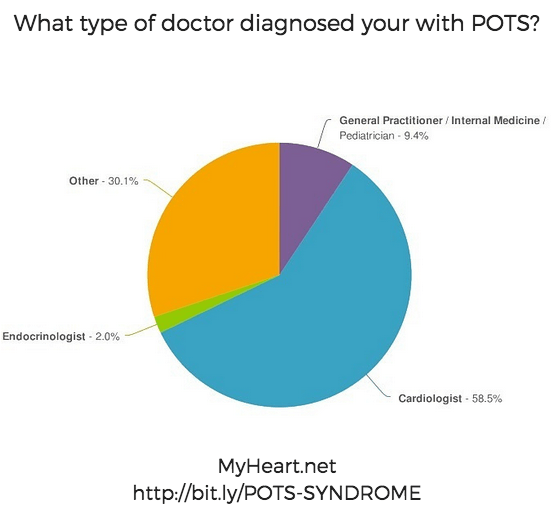 What type of doctor diagnosed your with POTS?
General Practitioner / Internal Medicine /
Pediatrician - 9.4%
Other - 30.1%
Endocrinologist - 2.0%
Cardiologist - 58.5%
MyHeart.net
http://bit.ly/POTS-SYNDROME